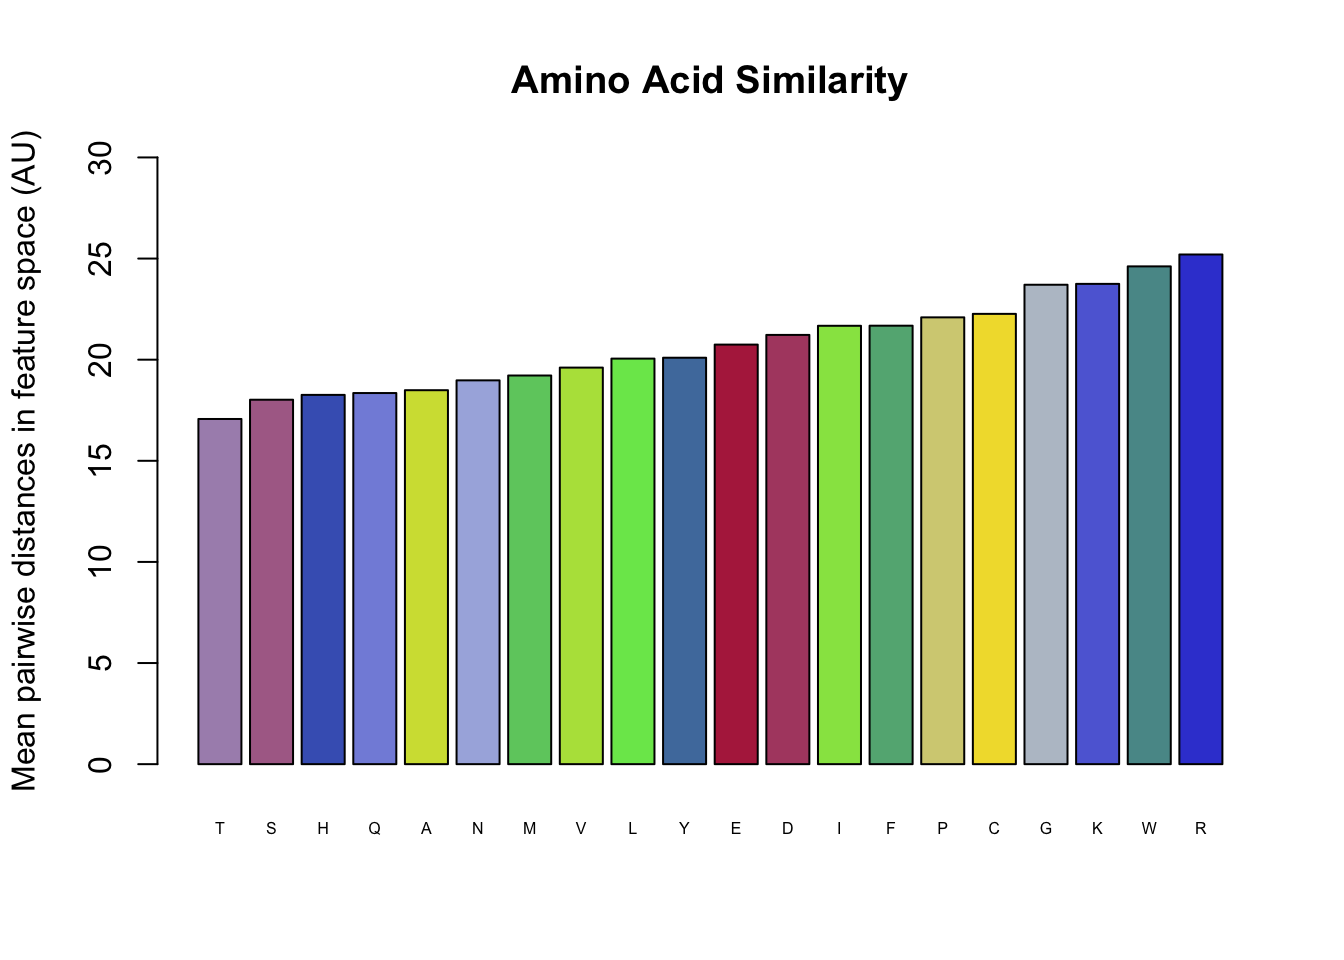 Amino Acid Similarity
Mean pairwise distances in feature space (AU)
30
25
20
15
10
5
0
T S H Q A N M V L Y E D I F P C G K W R